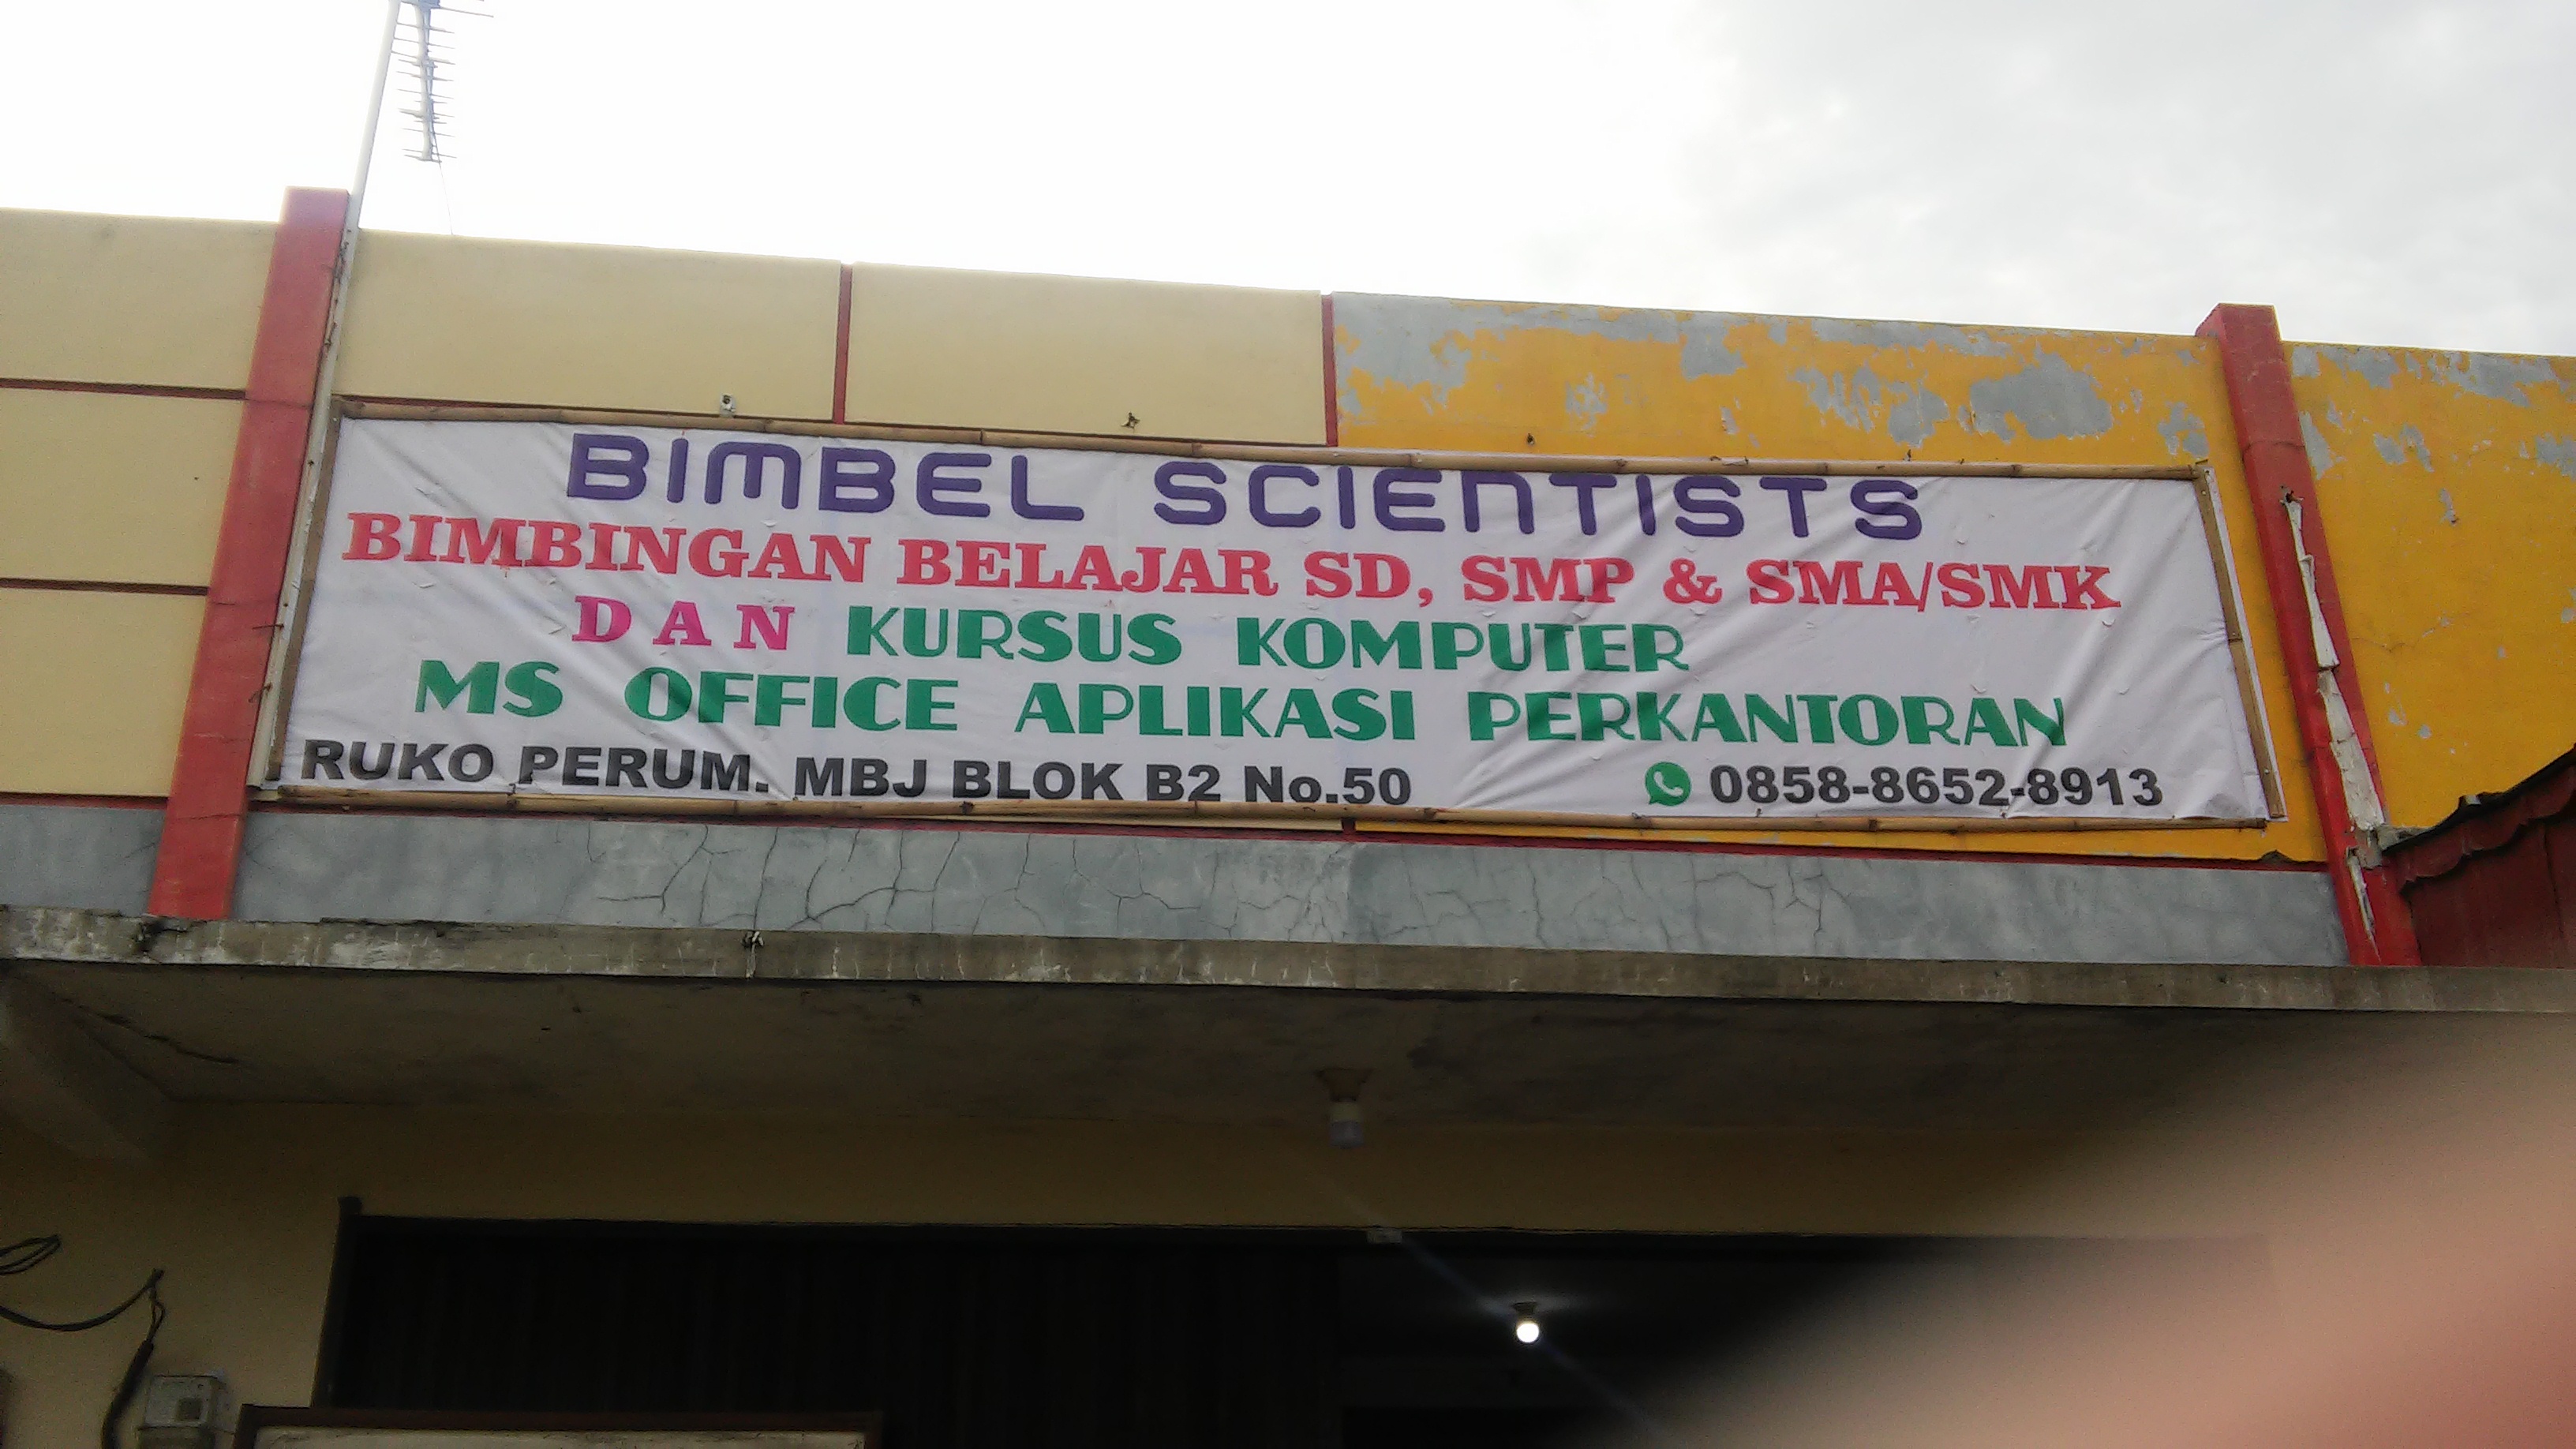 BIMBEL SCIENTISTS
BIMBINGAN BELAJAR SD, SMP & SMA/SMK
DAN KURSUS KOMPUTER
MS OFFICE APLIKASI PERKANTORAN
RUKO PERUM. MBJ BLOK B2 No.50 0858-8652-8913